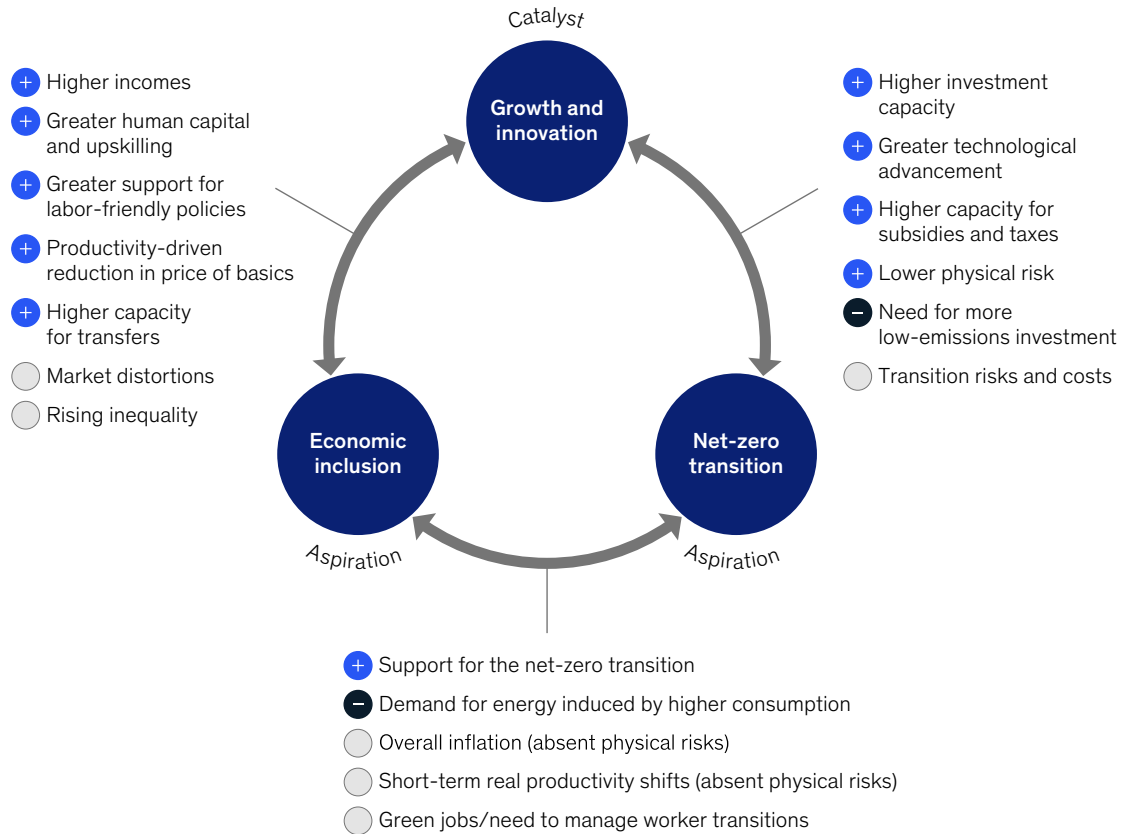 Catalyst
Growth and
innovation
+ Higher incomes
+ Greater human capital
and upskilling
+ Greater support for
labor-friendly policies
+ Productivity-driven
reduction in price of basics
+ Higher capacity
for transfers
Market distortions
Rising inequality
+ Higher investment
capacity
+ Greater technological
advancement
+ Higher capacity for
subsidies and taxes
+ Lower physical risk
− Need for more
low-emissions investment
Transition risks and costs
Economic
inclusion
Aspiration
Net-zero
transition
Aspiration
+ Support for the net-zero transition
− Demand for energy induced by higher consumption
Overall inflation (absent physical risks)
Short-term real productivity shifts (absent physical risks)
Green jobs/need to manage worker transitions